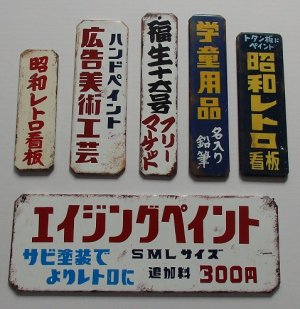 昭和レトロ看板
ハンドペイント
広告美術工芸
福生十六号
フリー
マーケット
学童用品
名入り
鉛筆
トタン板に
ペイント
昭和レトロ
看板
エイジングペイント
サビ塗装で
よりレトロに
SMLサイズ
追加料 300円